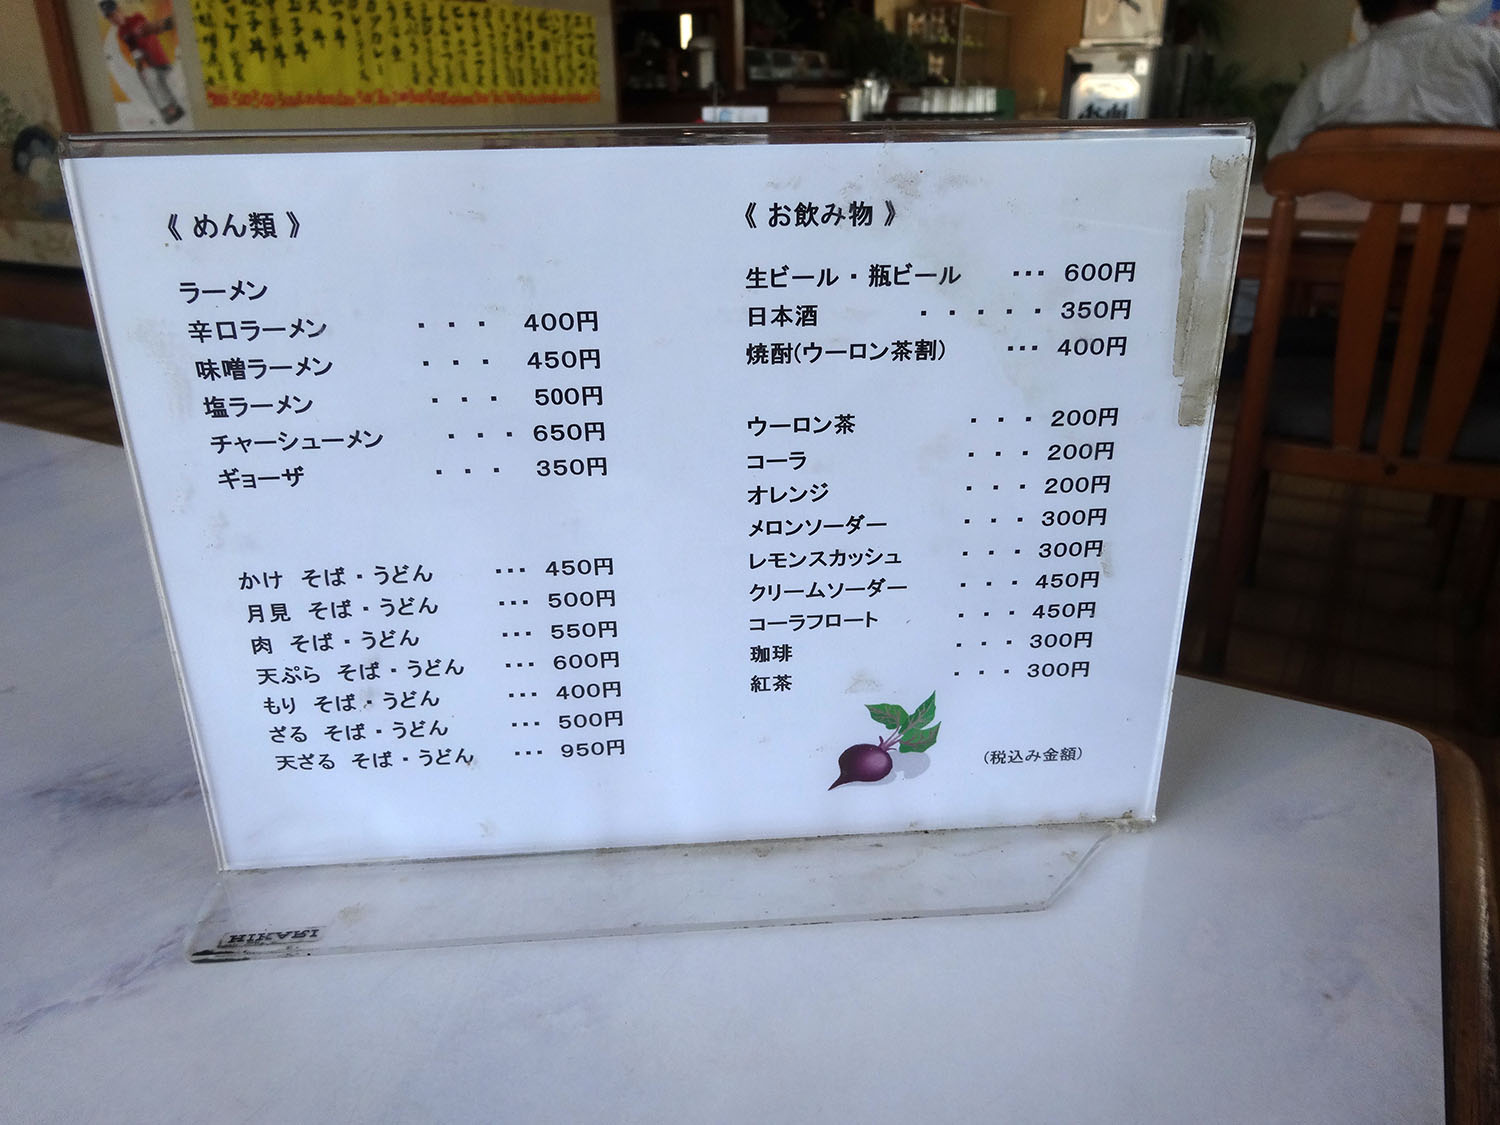 《 めん類 》
ラーメン
辛口ラーメン ・・・ 400円
味噌ラーメン ・・・ 450円
塩ラーメン ・・・ 500円
チャーシューメン ・・・ 650円
ギョーザ ・・・ 350円
かけ そば・うどん ・・・ 450円
月見 そば・うどん ・・・ 500円
肉 そば・うどん ・・・ 550円
天ぷら そば・うどん ・・・ 600円
もり そば・うどん ・・・ 400円
ざる そば・うどん ・・・ 500円
天ざる そば・うどん ・・・ 950円
《 お飲み物 》
生ビール・瓶ビール ・・・ 600円
日本酒 ・・・・・ 350円
焼酎(ウーロン茶割) ・・・ 400円
ウーロン茶 ・・・ 200円
コーラ ・・・ 200円
オレンジ ・・・ 200円
メロンソーダー ・・・ 300円
レモンスカッシュ ・・・ 300円
クリームソーダー ・・・ 450円
コーラフロート ・・・ 450円
珈琲 ・・・ 300円
紅茶 ・・・ 300円
(税込み金額)
HIKARI
Asahi